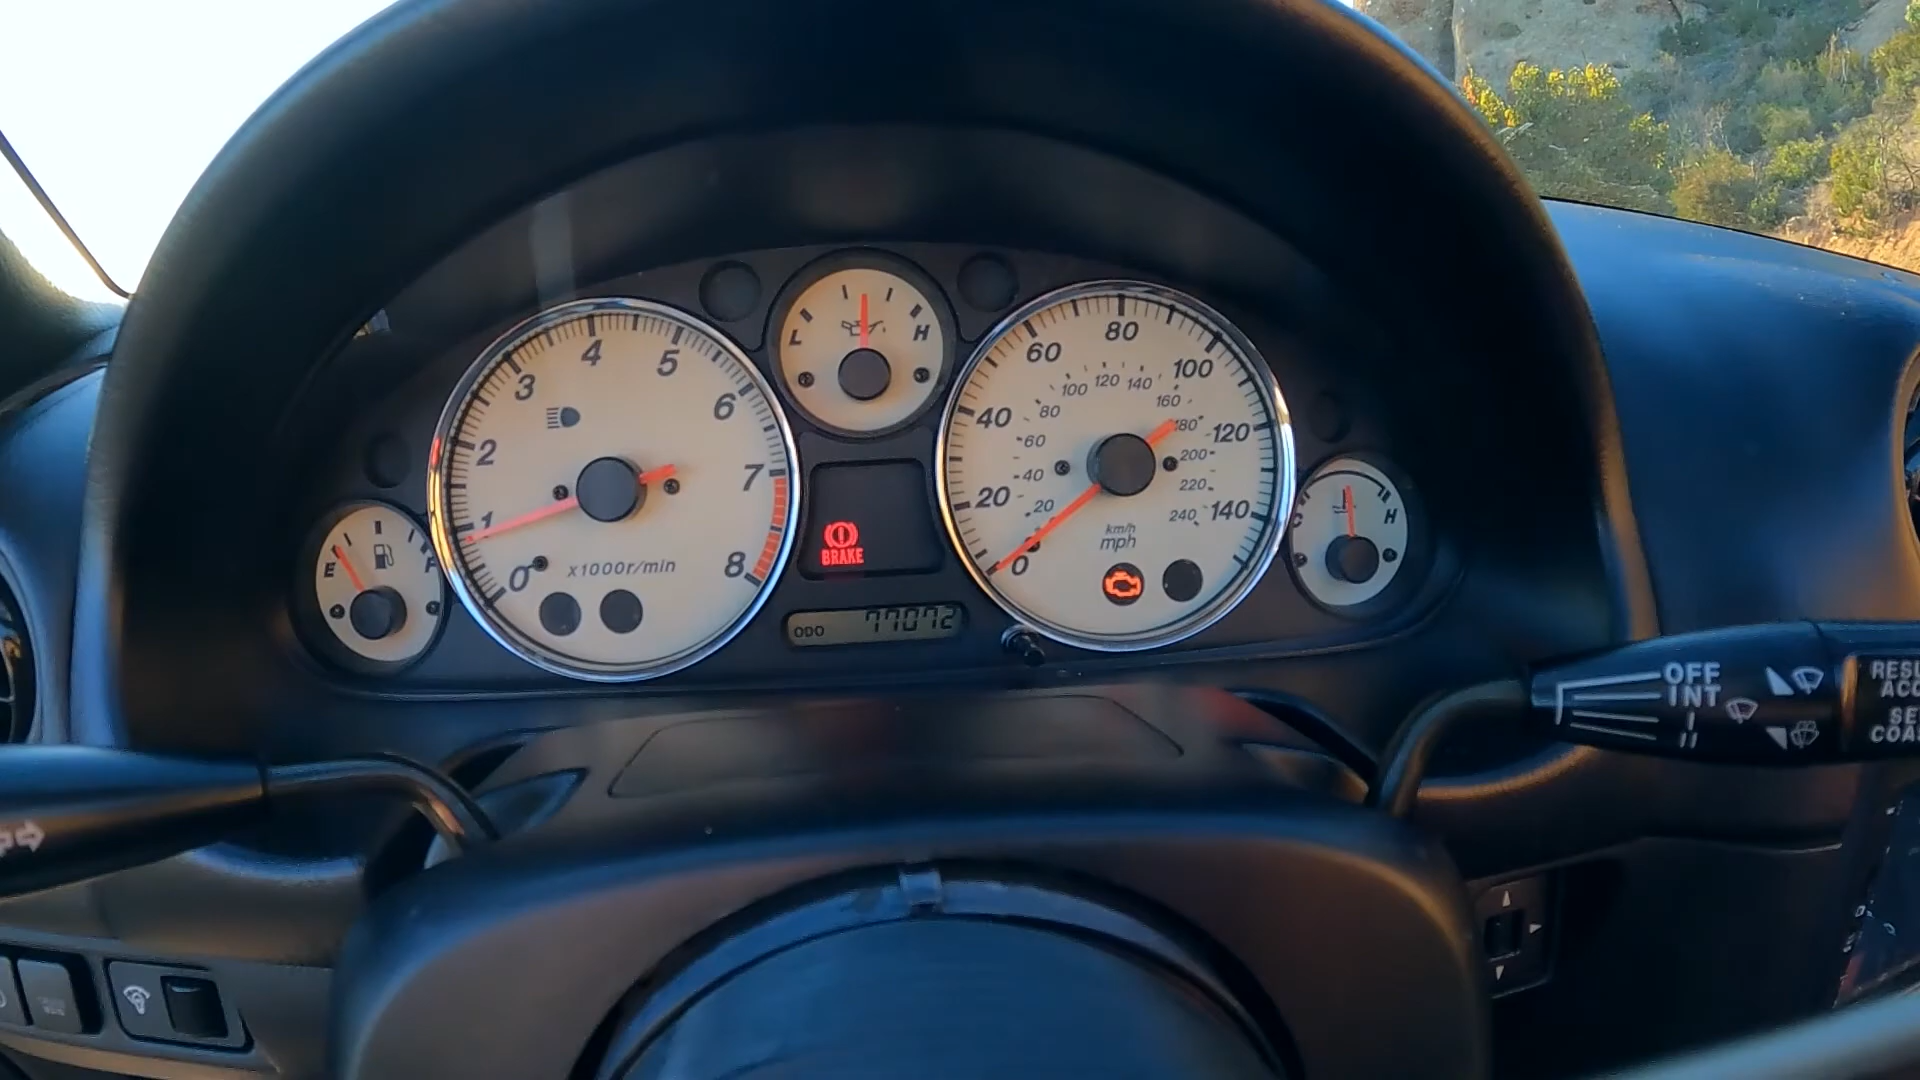 L H
0 1 2 3 4 5 6 7 8
x1000r/min
E F
BRAKE
ODO 77072
0 20 40 60 80 100 120 140
20 40 60 80 100 120 140 160 180 200 220 240
km/h
mph
C H
OFF
INT